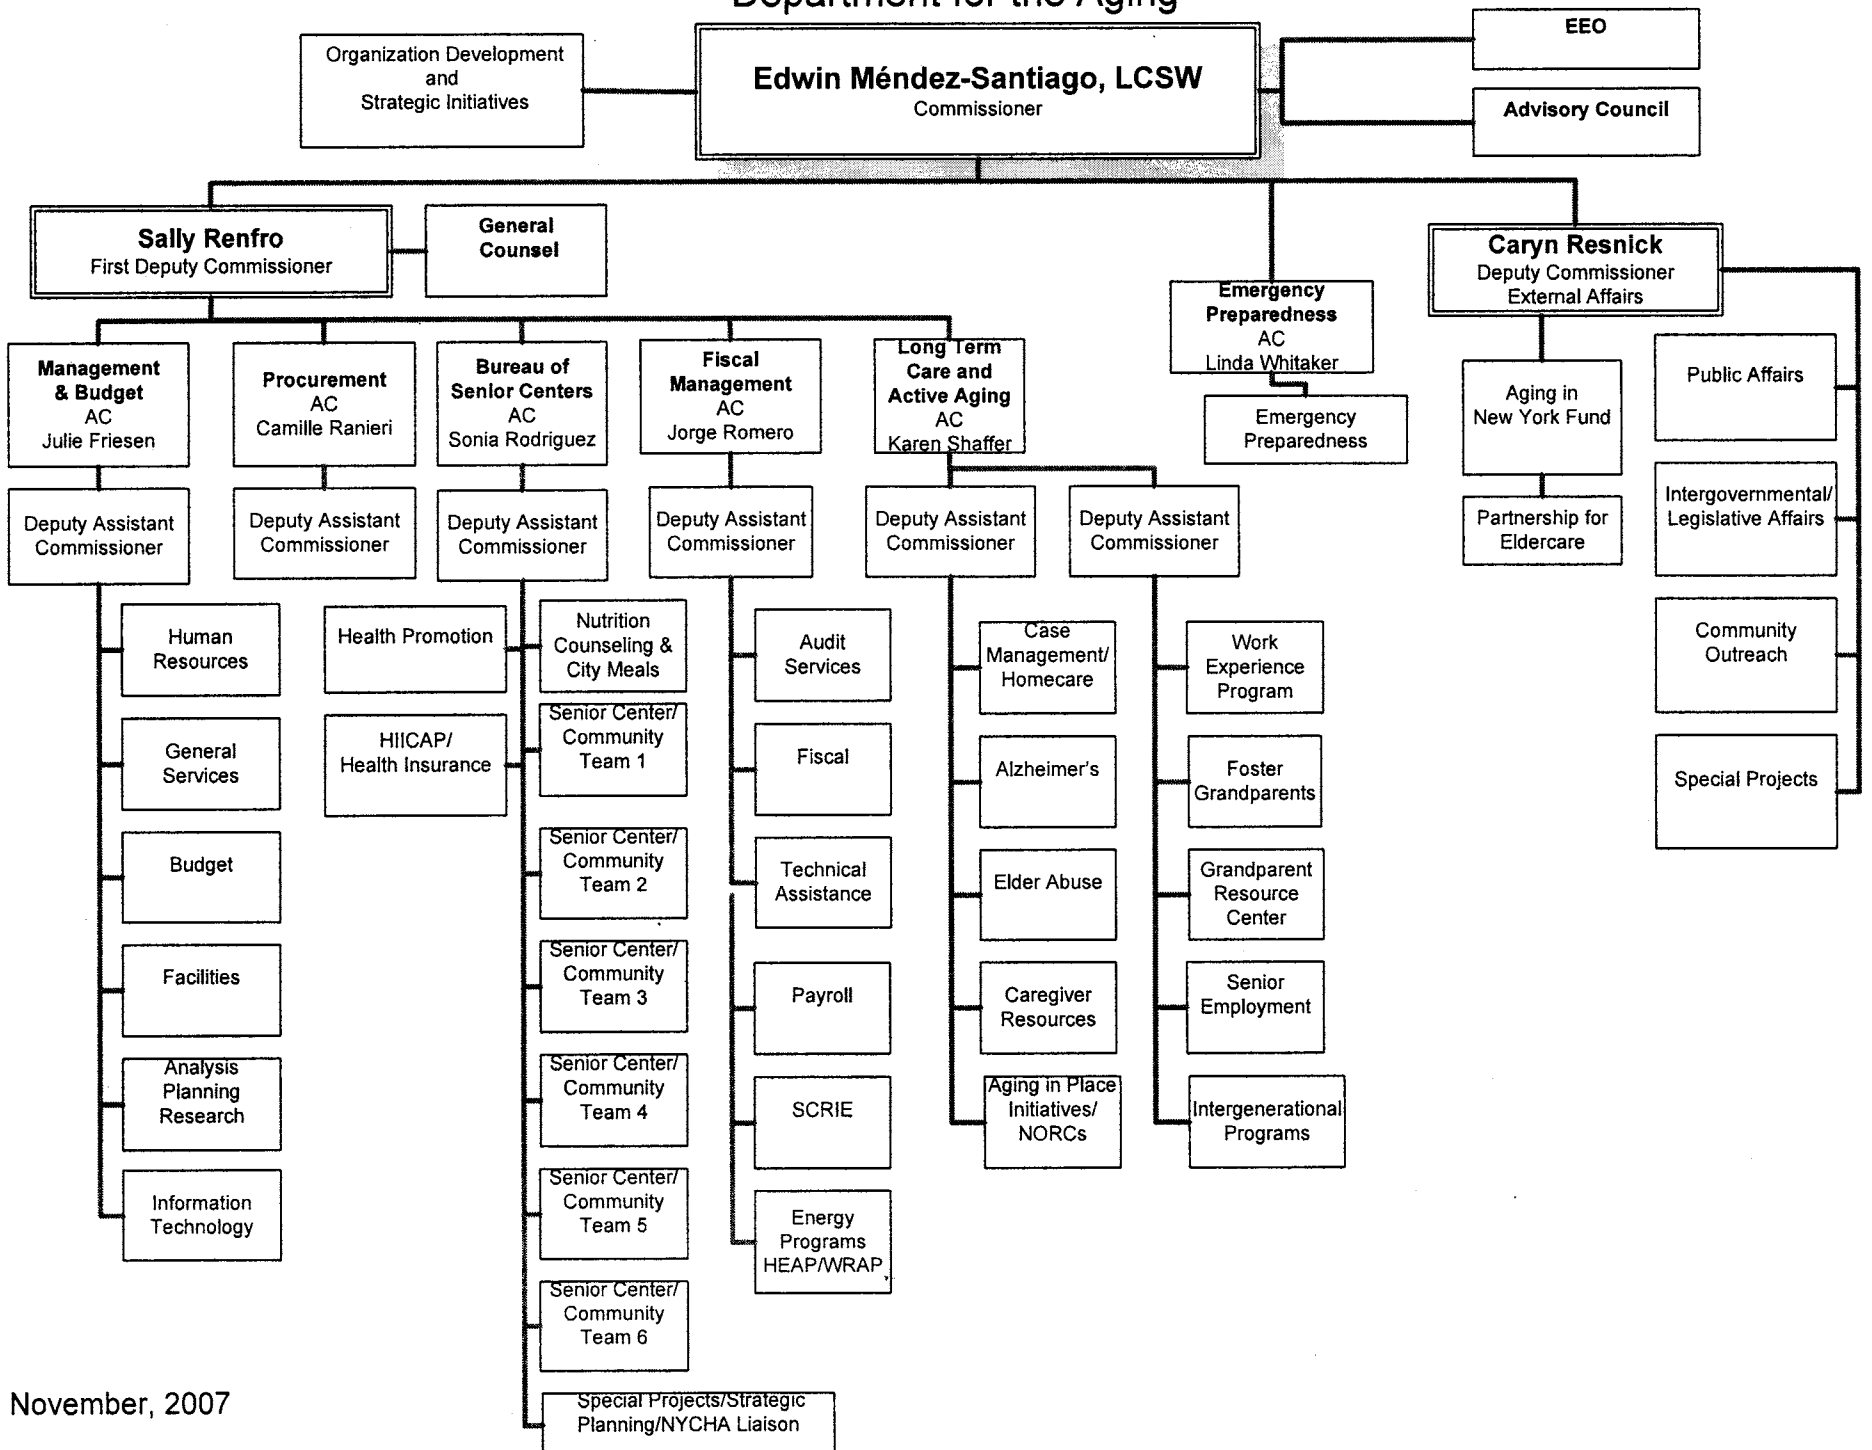 Department for the Aging
Organization Development
and
Strategic Initiatives
Edwin Méndez-Santiago, LCSW
Commissioner
EEO
Advisory Council
Sally Renfro
First Deputy Commissioner
General
Counsel
Caryn Resnick
Deputy Commissioner
External Affairs
Emergency
Preparedness
AC
Linda Whitaker
Emergency
Preparedness
Management
& Budget
AC
Julie Friesen
Procurement
AC
Camille Ranieri
Bureau of
Senior Centers
AC
Sonia Rodriguez
Fiscal
Management
AC
Jorge Romero
Long Term
Care and
Active Aging
AC
Karen Shaffer
Aging in
New York Fund
Partnership for
Eldercare
Public Affairs
Intergovernmental/
Legislative Affairs
Community
Outreach
Special Projects
Deputy Assistant
Commissioner
Deputy Assistant
Commissioner
Deputy Assistant
Commissioner
Deputy Assistant
Commissioner
Deputy Assistant
Commissioner
Deputy Assistant
Commissioner
Human
Resources
General
Services
Budget
Facilities
Analysis
Planning
Research
Information
Technology
Health Promotion
HIICAP/
Health Insurance
Nutrition
Counseling &
City Meals
Senior Center/
Community
Team 1
Senior Center/
Community
Team 2
Senior Center/
Community
Team 3
Senior Center/
Community
Team 4
Senior Center/
Community
Team 5
Senior Center/
Community
Team 6
Special Projects/Strategic
Planning/NYCHA Liaison
Audit
Services
Fiscal
Technical
Assistance
Payroll
SCRIE
Energy
Programs
HEAP/WRAP
Case
Management/
Homecare
Alzheimer's
Elder Abuse
Caregiver
Resources
Aging in Place
Initiatives/
NORCs
Work
Experience
Program
Foster
Grandparents
Grandparent
Resource
Center
Senior
Employment
Intergenerational
Programs
November, 2007